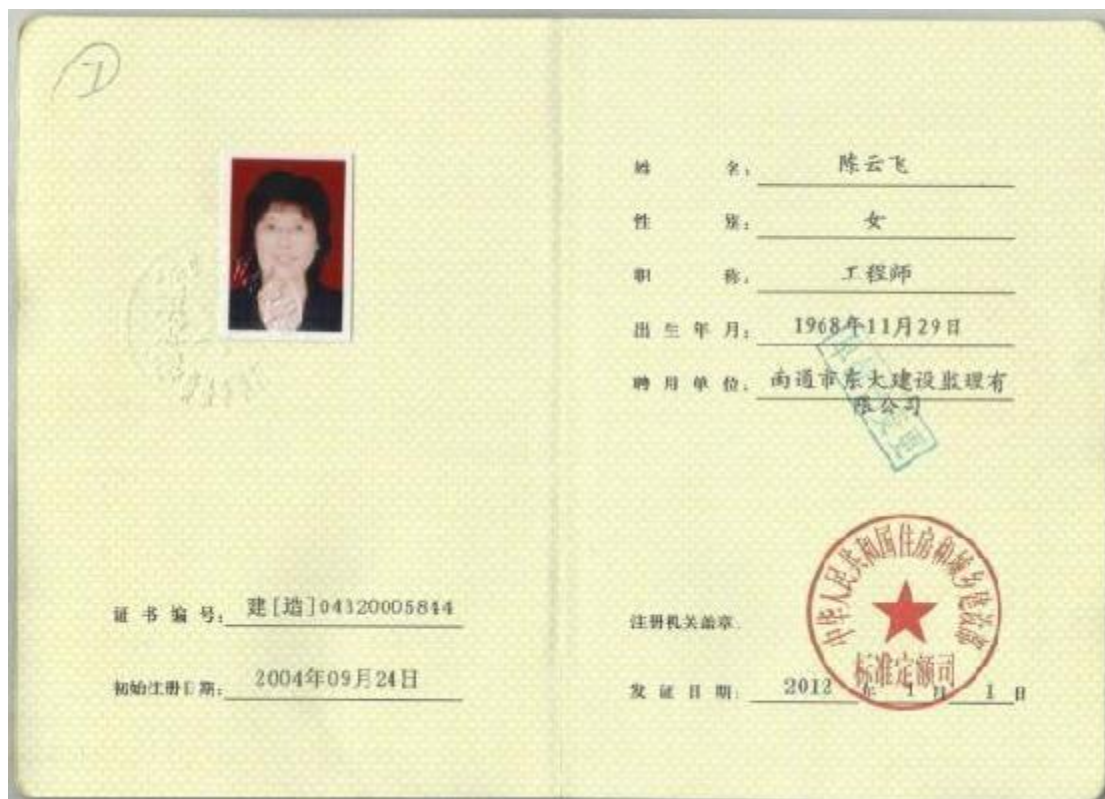 证书编号：建[造]04320005844
初始注册日期：2004年09月24日
姓名：陈云飞
性别：女
职称：工程师
出生年月：1968年11月29日
聘用单位：南通市东大建设监理有
限公司
注册机关盖章：
中华人民共和国住房和城乡建设部
标准定额司
发证日期：2012年1月1日